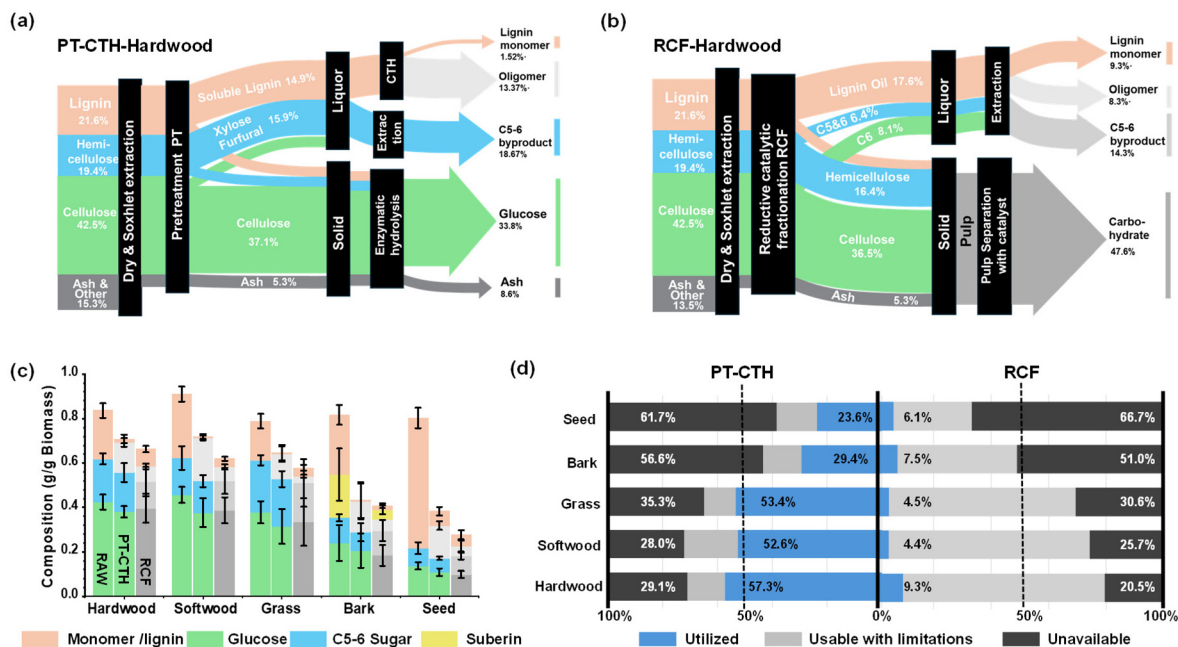 (a)
PT-CTH-Hardwood
Lignin
21.6%
Hemi-
cellulose
19.4%
Cellulose
42.5%
Ash &
Other
15.3%
Dry & Soxhlet extraction
Pretreatment PT
Soluble Lignin 14.9%
Xylose 15.9%
Furfural
Cellulose
37.1%
Ash 5.3%
Liquor
Solid
CTH
Extrac
tion
Enzymatic
hydrolysis
Lignin
monomer
1.52%
Oligomer
13.37%
C5-6
byproduct
18.67%
Glucose
33.8%
Ash
8.6%
(b)
RCF-Hardwood
Lignin
21.6%
Hemi-
cellulose
19.4%
Cellulose
42.5%
Ash &
Other
13.5%
Dry & Soxhlet extraction
Reductive catalytic
fractionation RCF
Lignin Oil 17.6%
C5&6 6.4%
C6 8.1%
Hemicellulose
16.4%
Cellulose
36.5%
Ash 5.3%
Liquor
Solid
Extraction
Pulp
Pulp Separation
with catalyst
Lignin
monomer
9.3%
Oligomer
8.3%
C5-6
byproduct
14.3%
Carbo-
hydrate
47.6%
(c)
Composition (g/g Biomass)
1.0
0.8
0.6
0.4
0.2
0.0
RAW
PT-CTH
RCF
Hardwood Softwood Grass Bark Seed
Monomer /lignin Glucose C5-6 Sugar Suberin
(d)
PT-CTH RCF
Seed 61.7% 23.6% 6.1% 66.7%
Bark 56.6% 29.4% 7.5% 51.0%
Grass 35.3% 53.4% 4.5% 30.6%
Softwood 28.0% 52.6% 4.4% 25.7%
Hardwood 29.1% 57.3% 9.3% 20.5%
100% 50% 0% 50% 100%
Utilized Usable with limitations Unavailable